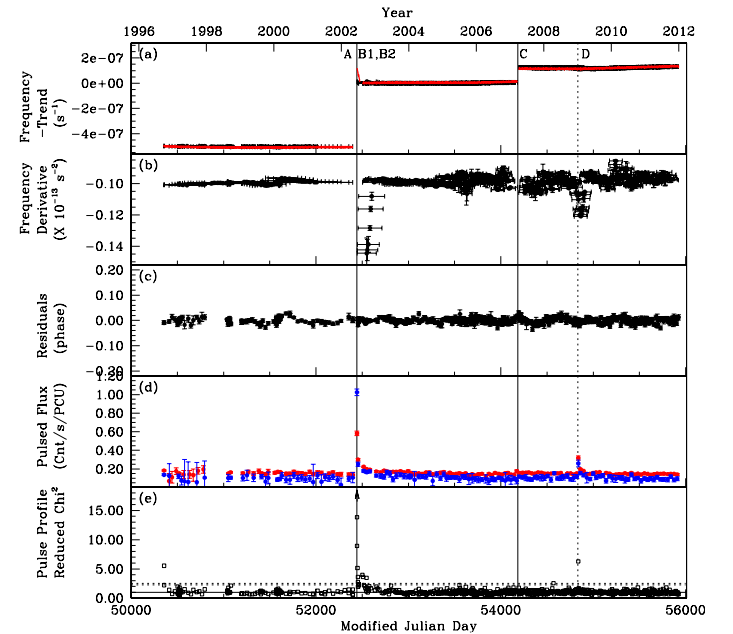 Year
1996 1998 2000 2002 2004 2006 2008 2010 2012
(a) A B1,B2 C D
2e-07
0e+00
-2e-07
-4e-07
Frequency
-Trend
(s⁻¹)
(b)
-0.10
-0.12
-0.14
Frequency
Derivative
(X 10⁻¹³ s⁻²)
(c)
0.20
0.10
0.00
-0.10
-0.20
Residuals
(phase)
(d)
1.20
1.00
0.80
0.60
0.40
0.20
Pulsed Flux
(Cnt/s/PCU)
(e)
15.00
10.00
5.00
0.00
Pulse Profile
Reduced Chi²
50000 52000 54000 56000
Modified Julian Day